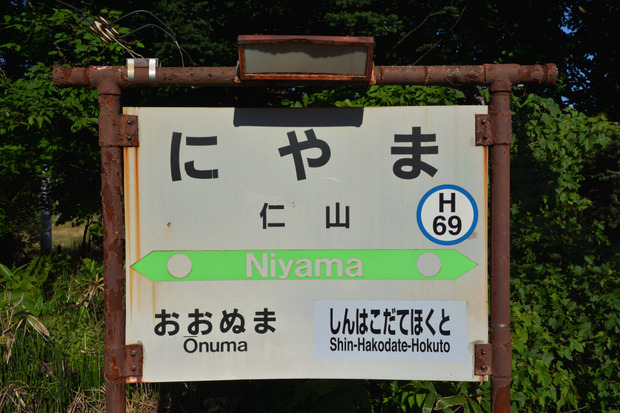 にやま
仁山
H
69
Niyama
おおぬま
Ōnuma
しんはこだてほくと
Shin-Hakodate-Hokuto